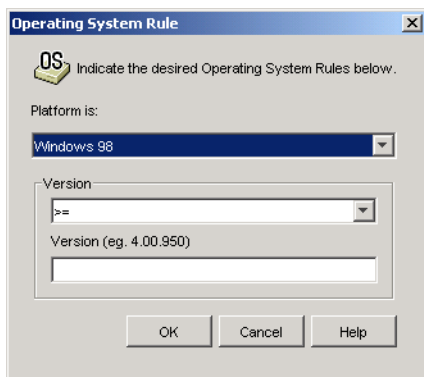 Operating System Rule
OS
Indicate the desired Operating System Rules below.
Platform is:
Windows 98
Version
>=
Version (eg. 4.00.950)
OK Cancel Help